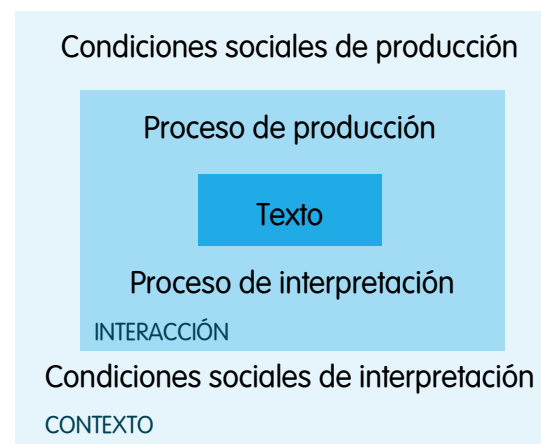 Condiciones sociales de producción
Proceso de producción
Texto
Proceso de interpretación
INTERACCIÓN
Condiciones sociales de interpretación
CONTEXTO